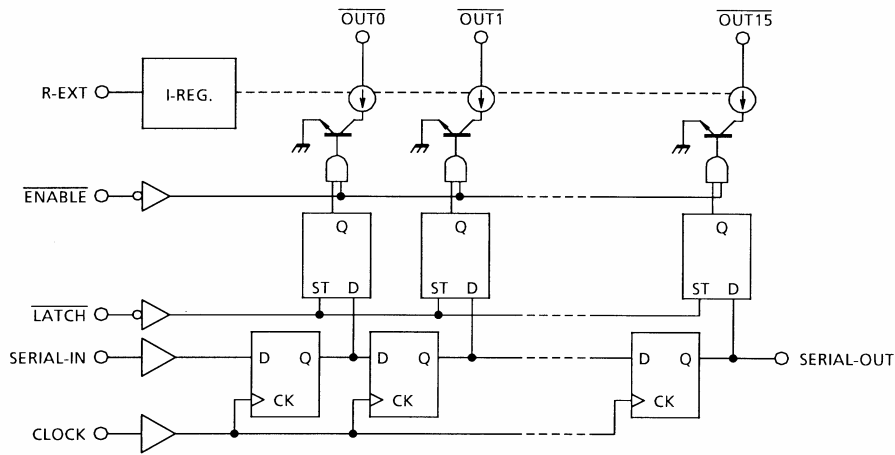 OUT0 OUT1 OUT15
R-EXT I-REG.
ENABLE
Q Q Q
ST D ST D ST D
LATCH
SERIAL-IN D Q D Q D Q SERIAL-OUT
CK CK CK
CLOCK